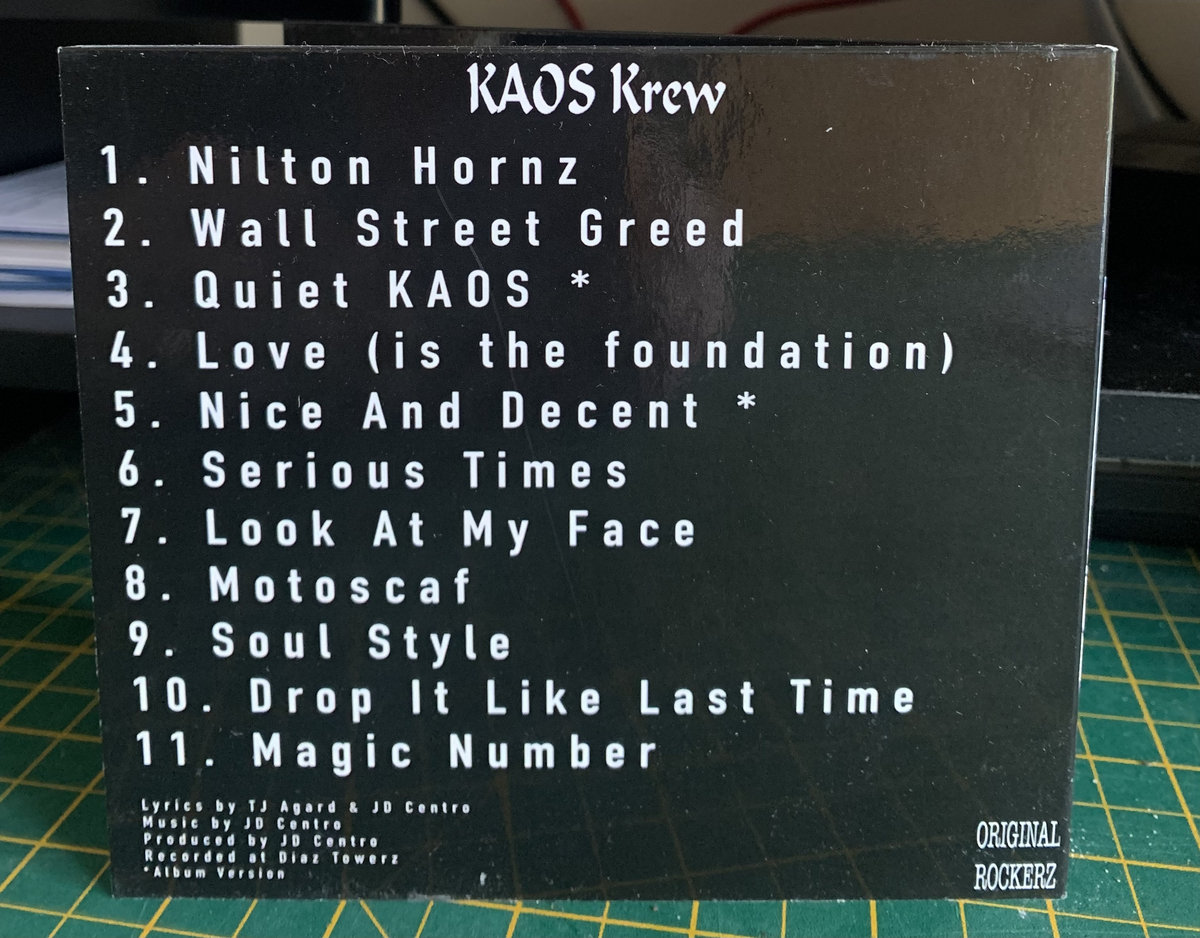 KAOS Krew
1. Nilton Hornz
2. Wall Street Greed
3. Quiet KAOS *
4. Love (is the foundation)
5. Nice And Decent *
6. Serious Times
7. Look At My Face
8. Motoscaf
9. Soul Style
10. Drop It Like Last Time
11. Magic Number
Lyrics by TJ Agard & JD Centro
Music by JD Centro
Produced by JD Centro
Recorded at Diaz Towerz
*Album Version
ORIGINAL
ROCKERZ